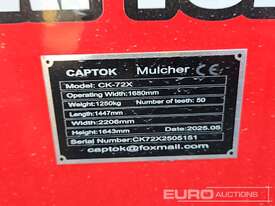 CAPTOK Mulcher CE
Model: CK-72X
Operating Width:1680mm
Weight:1250kg Number of teeth: 50
Length:1447mm
Width:2206mm
Height:1643mm Date:2025.05
Serial Number:CK72X2505151
captok@foxmail.com
EURO AUCTIONS